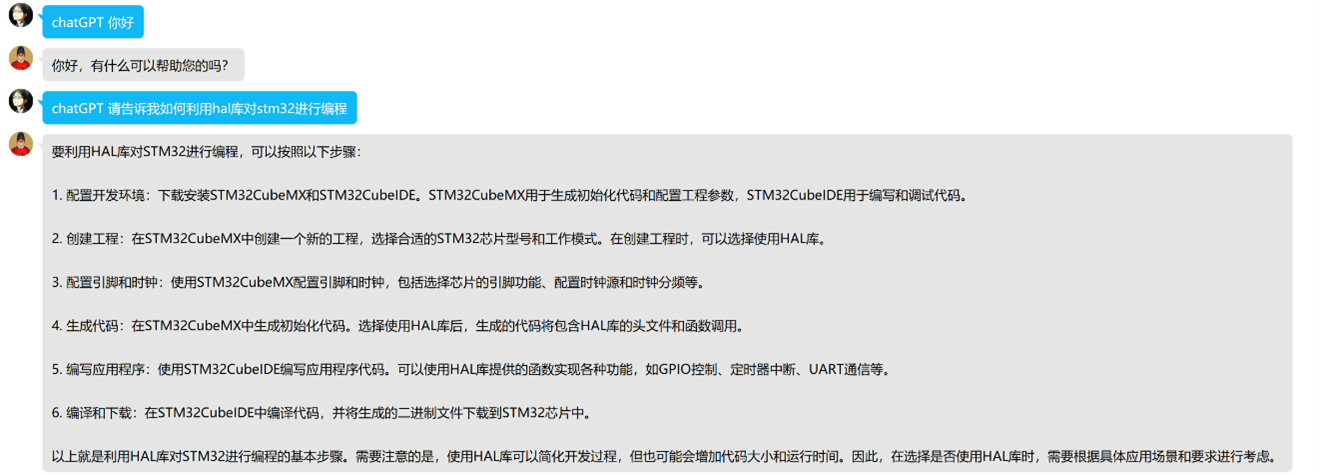 chatGPT 你好
你好，有什么可以帮助您的吗？
chatGPT 请告诉我如何利用hal库对stm32进行编程
要利用HAL库对STM32进行编程，可以按照以下步骤：
1. 配置开发环境：下载安装STM32CubeMX和STM32CubeIDE。STM32CubeMX用于生成初始化代码和配置工程参数，STM32CubeIDE用于编写和调试代码。
2. 创建工程：在STM32CubeMX中创建一个新的工程，选择合适的STM32芯片型号和工作模式。在创建工程时，可以选择使用HAL库。
3. 配置引脚和时钟：使用STM32CubeMX配置引脚和时钟，包括选择芯片的引脚功能、配置时钟源和时钟分频等。
4. 生成代码：在STM32CubeMX中生成初始化代码。选择使用HAL库后，生成的代码将包含HAL库的头文件和函数调用。
5. 编写应用程序：使用STM32CubeIDE编写应用程序代码。可以使用HAL库提供的函数实现各种功能，如GPIO控制、定时器中断、UART通信等。
6. 编译和下载：在STM32CubeIDE中编译代码，并将生成的二进制文件下载到STM32芯片中。
以上就是利用HAL库对STM32进行编程的基本步骤。需要注意的是，使用HAL库可以简化开发过程，但也可能会增加代码大小和运行时间。因此，在选择是否使用HAL库时，需要根据具体应用场景和要求进行考虑。